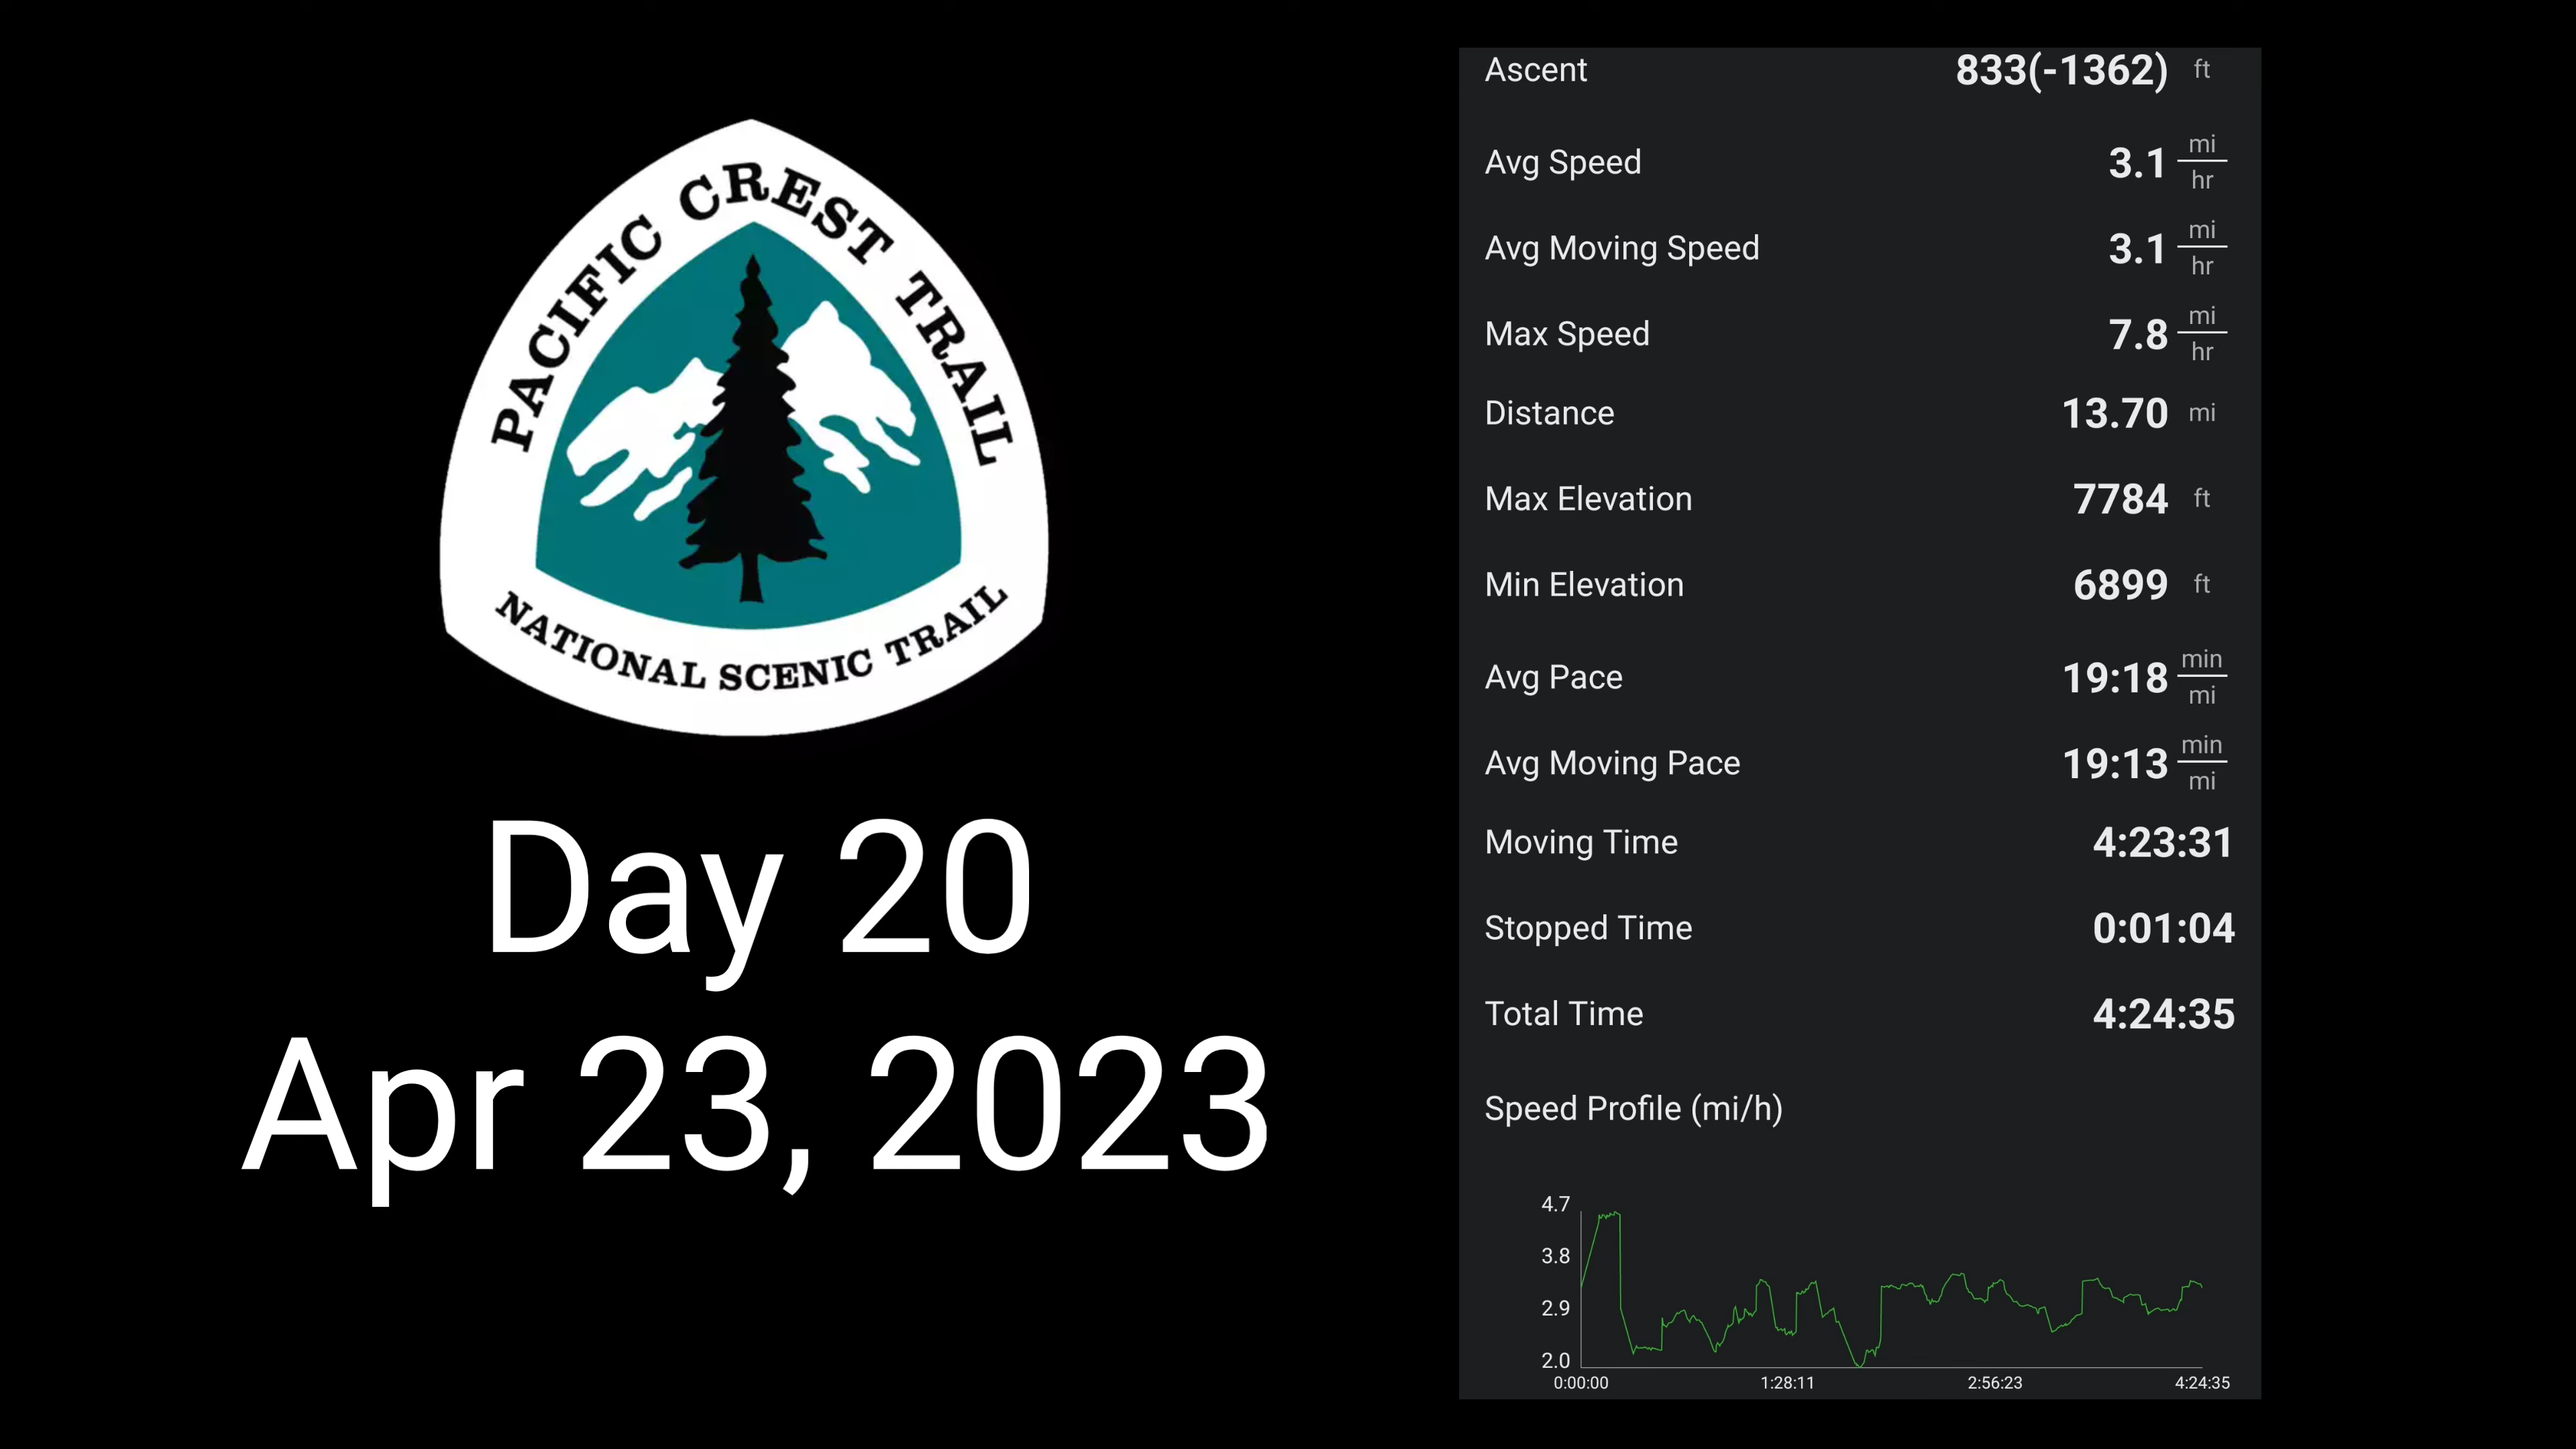 PACIFIC CREST TRAIL
NATIONAL SCENIC TRAIL
Day 20
Apr 23, 2023
Ascent 833(-1362) ft
Avg Speed 3.1 mi/hr
Avg Moving Speed 3.1 mi/hr
Max Speed 7.8 mi/hr
Distance 13.70 mi
Max Elevation 7784 ft
Min Elevation 6899 ft
Avg Pace 19:18 min/mi
Avg Moving Pace 19:13 min/mi
Moving Time 4:23:31
Stopped Time 0:01:04
Total Time 4:24:35
Speed Profile (mi/h)
4.7
3.8
2.9
2.0
0:00:00 1:28:11 2:56:23 4:24:35